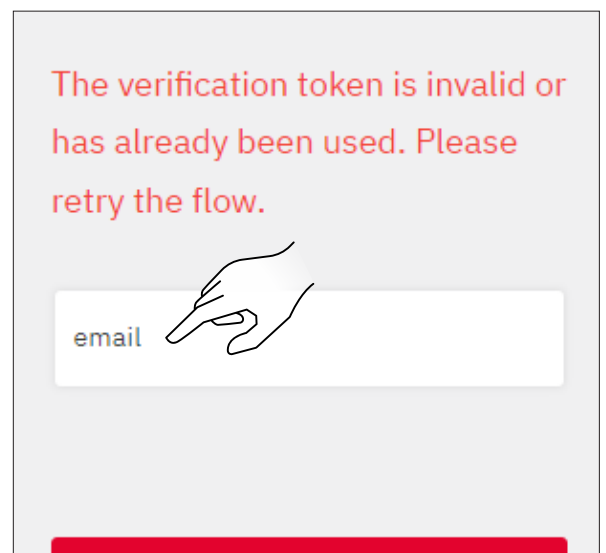 The verification token is invalid or
has already been used. Please
retry the flow.
email